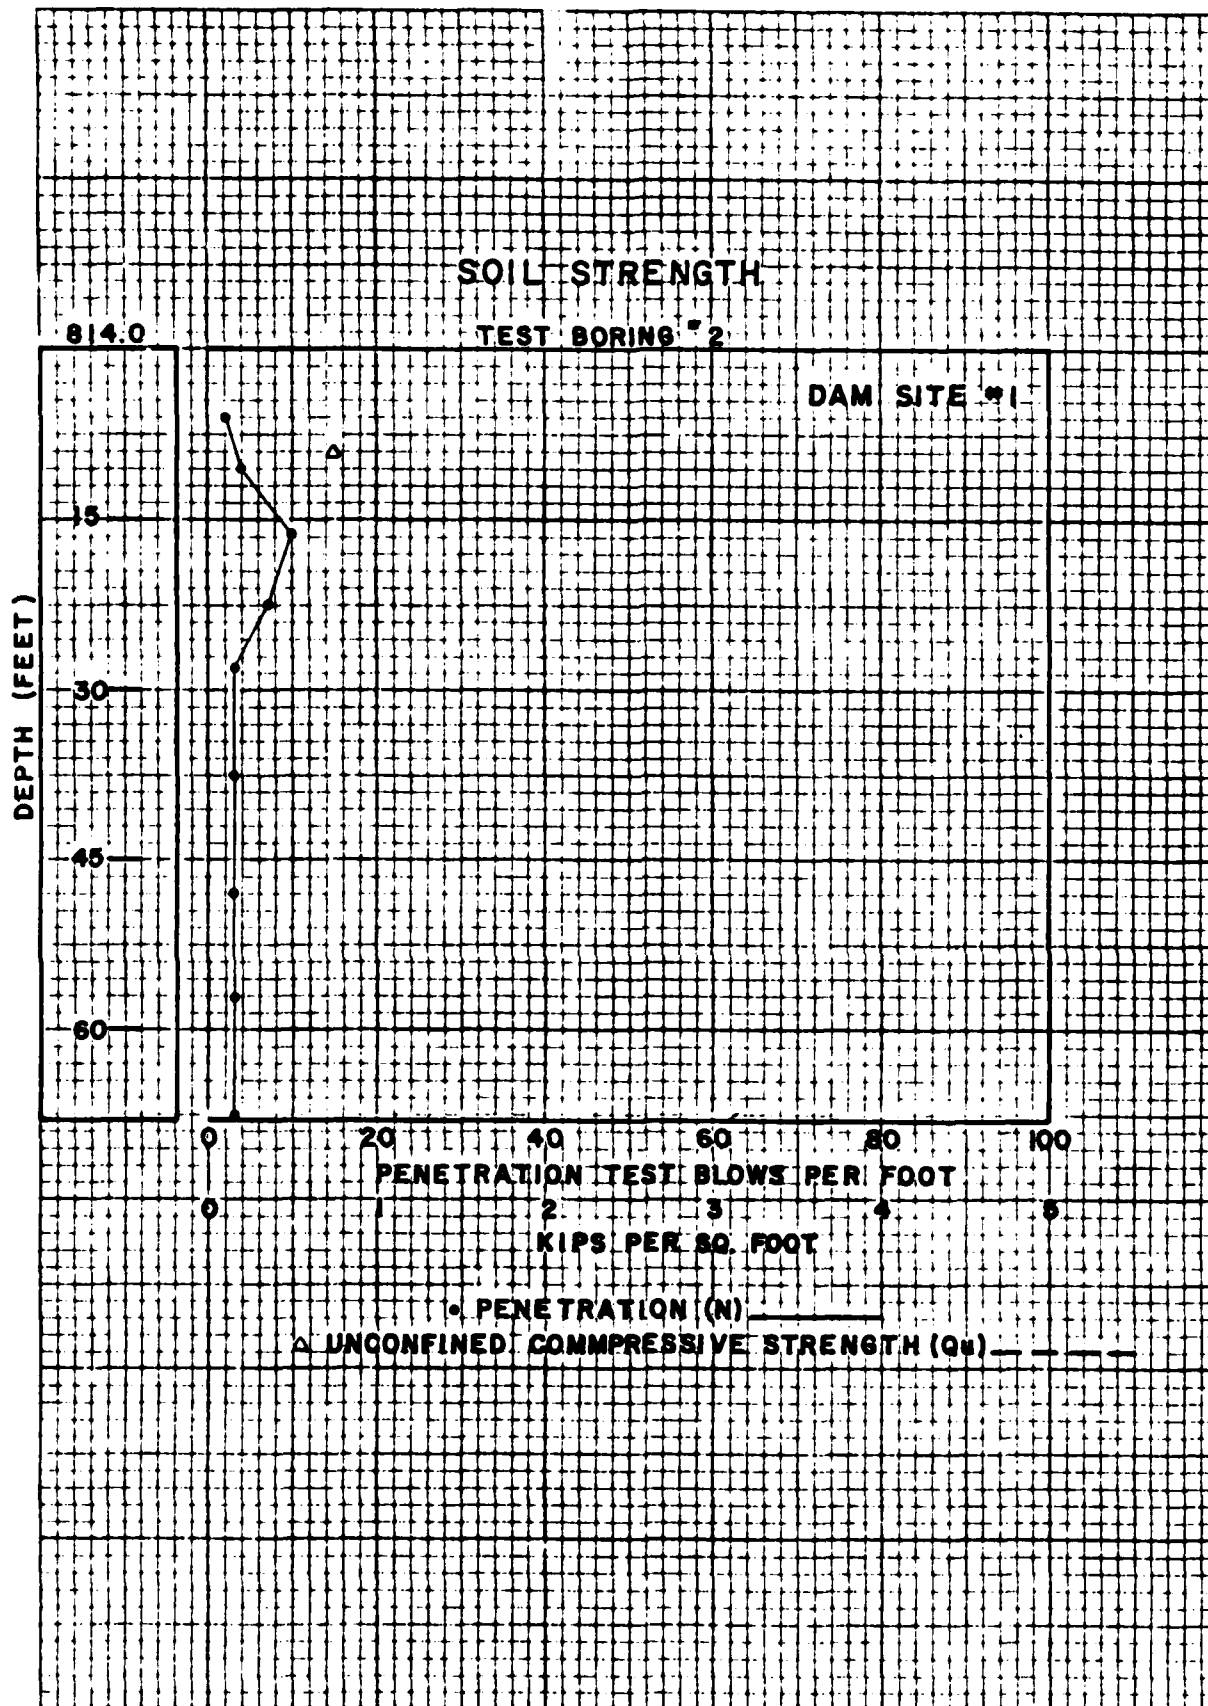 SOIL STRENGTH
814.0
TEST BORING #2
DAM SITE #1
15
30
45
60
DEPTH (FEET)
0 20 40 60 80 100
PENETRATION TEST BLOWS PER FOOT
0 1 2 3 4 5
KIPS PER SQ. FOOT
• PENETRATION (N)
△ UNCONFINED COMMPRESSIVE STRENGTH (Qu)